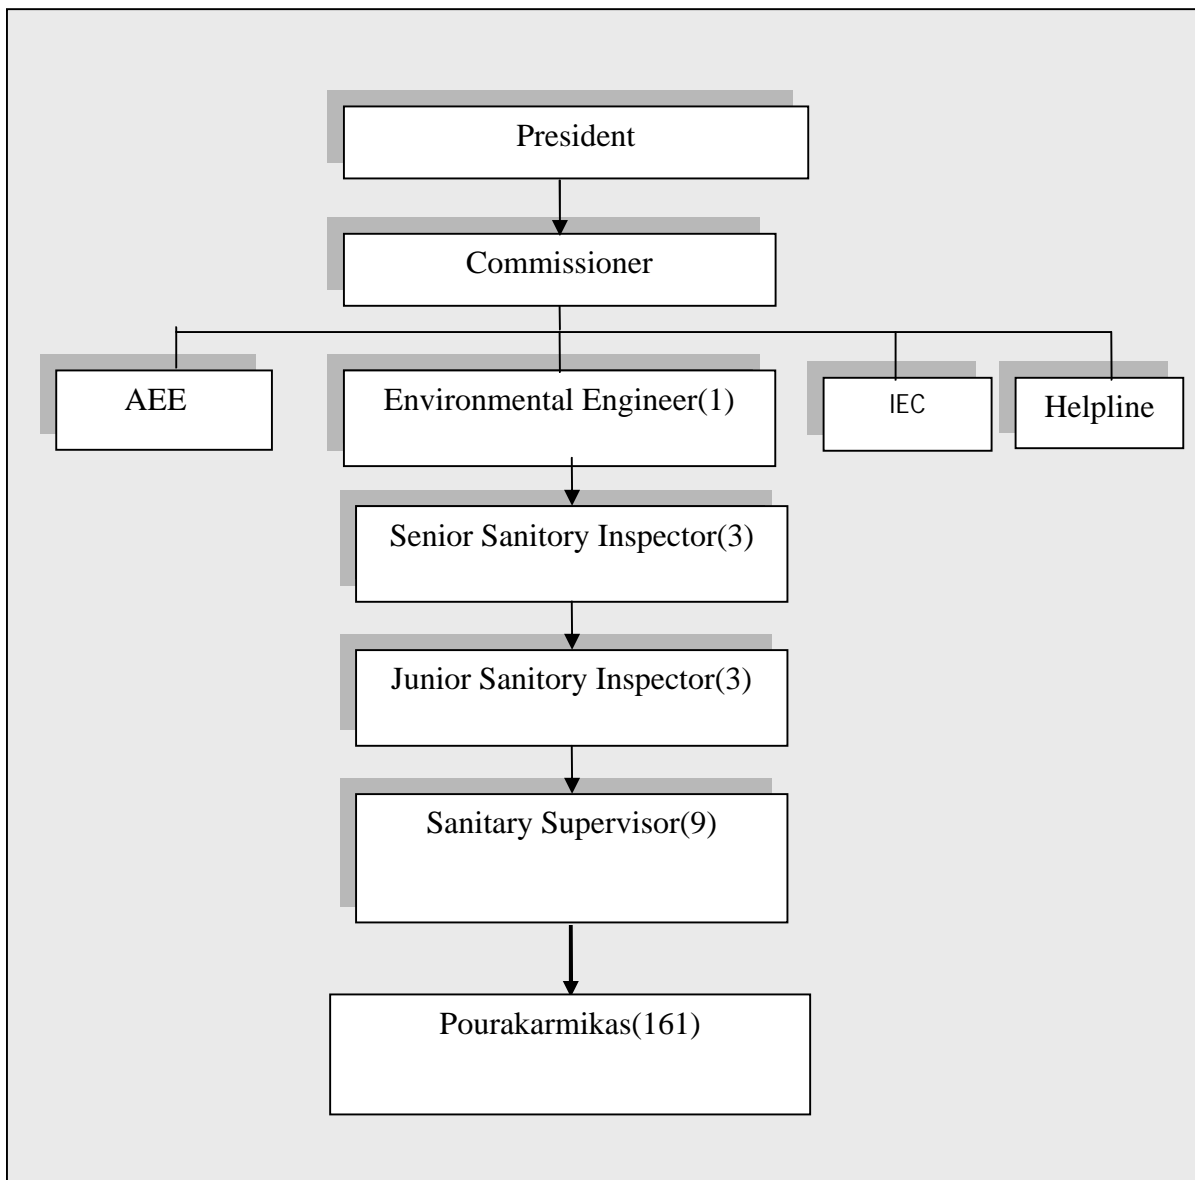 President
Commissioner
AEE
Environmental Engineer(1)
IEC
Helpline
Senior Sanitory Inspector(3)
Junior Sanitory Inspector(3)
Sanitary Supervisor(9)
Pourakarmikas(161)